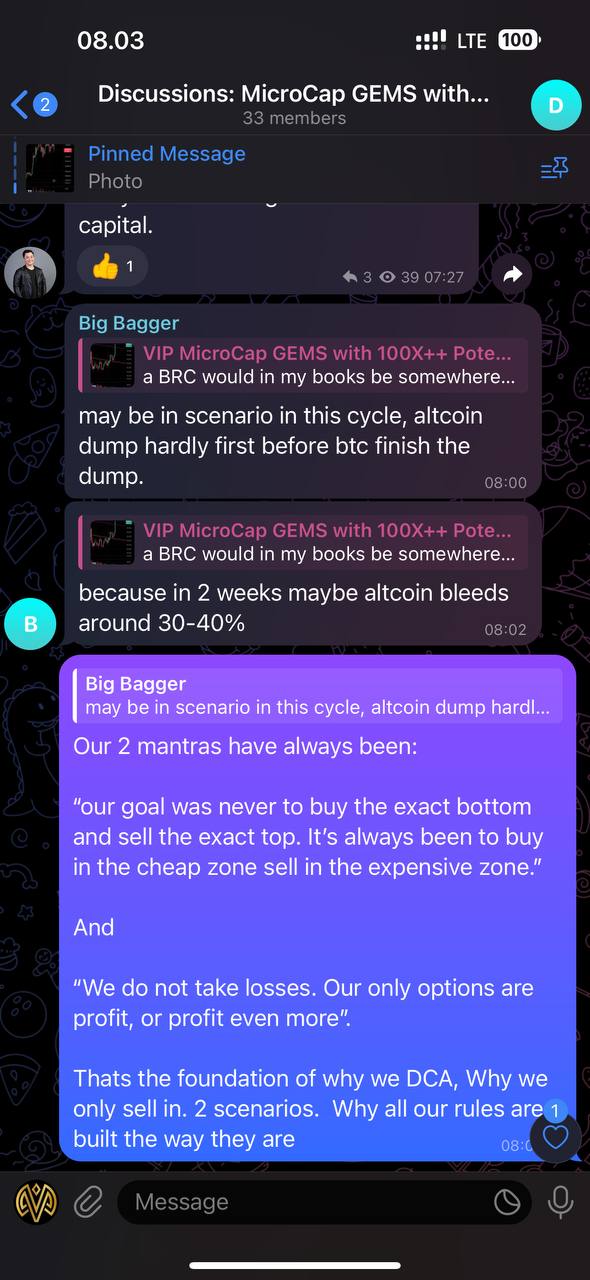 08.03
LTE
100
2
Discussions: MicroCap GEMS with...
33 members
D
Pinned Message
Photo
capital.
👍 1
3 39 07:27
Big Bagger
VIP MicroCap GEMS with 100X++ Pote...
a BRC would in my books be somewhere...
may be in scenario in this cycle, altcoin
dump hardly first before btc finish the
dump.
08:00
VIP MicroCap GEMS with 100X++ Pote...
a BRC would in my books be somewhere...
because in 2 weeks maybe altcoin bleeds
around 30-40%
08:02
B
Big Bagger
may be in scenario in this cycle, altcoin dump hardl...
Our 2 mantras have always been:
“our goal was never to buy the exact bottom
and sell the exact top. It’s always been to buy
in the cheap zone sell in the expensive zone.”
And
“We do not take losses. Our only options are
profit, or profit even more”.
Thats the foundation of why we DCA, Why we
only sell in. 2 scenarios.  Why all our rules are
built the way they are
1
Message